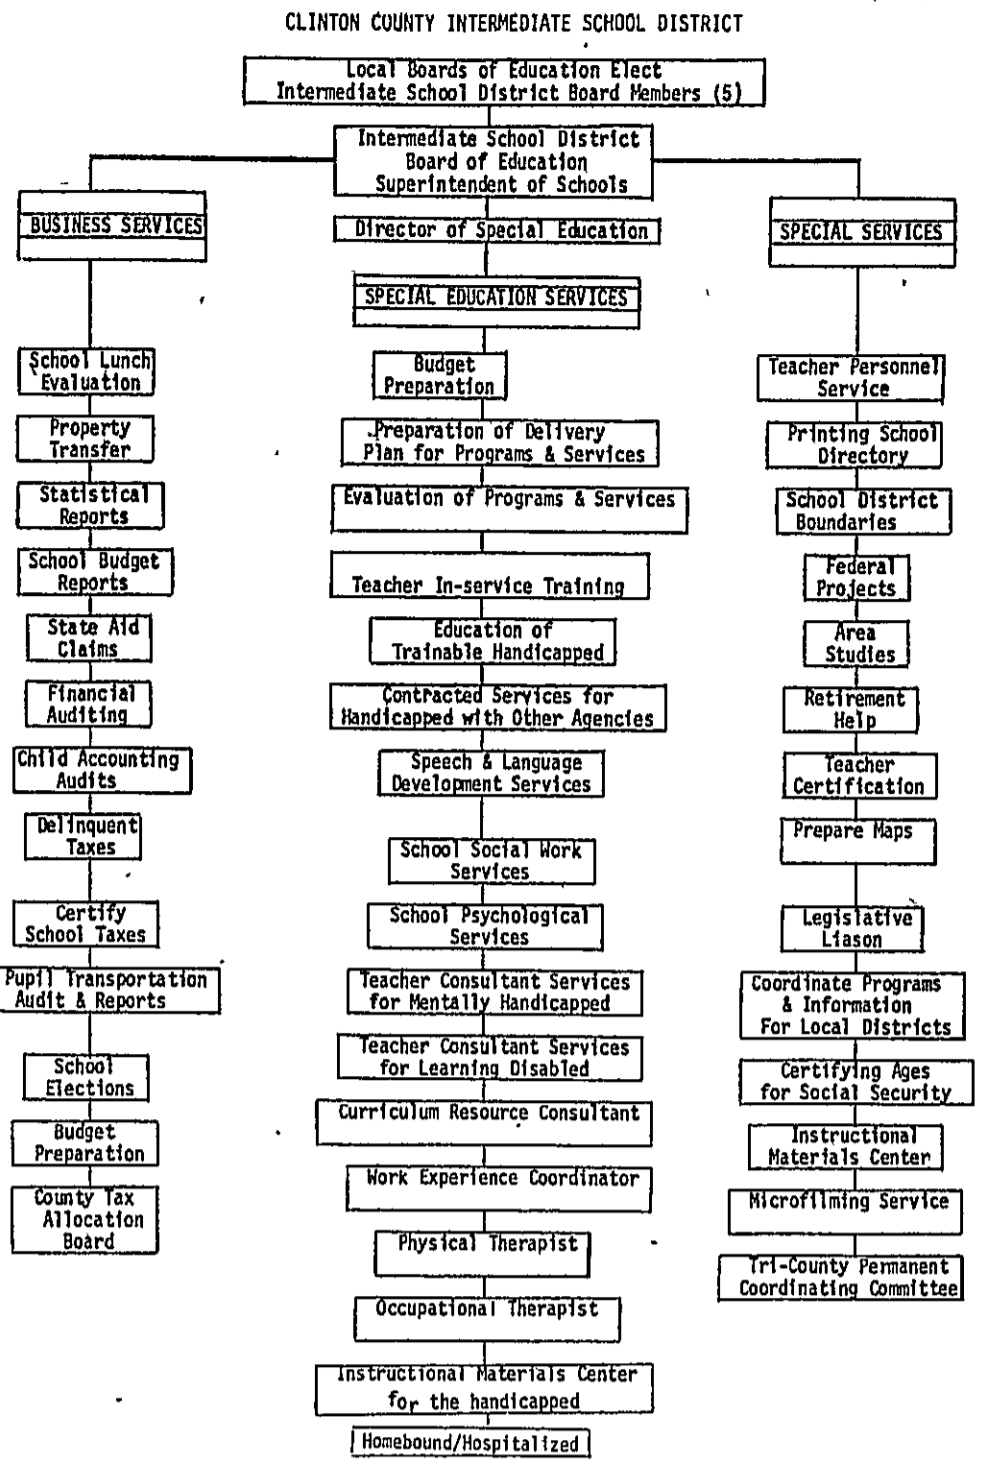 CLINTON COUNTY INTERMEDIATE SCHOOL DISTRICT
Local Boards of Education Elect
Intermediate School District Board Members (5)
Intermediate School District
Board of Education
Superintendent of Schools
BUSINESS SERVICES
School Lunch
Evaluation
Property
Transfer
Statistical
Reports
School Budget
Reports
State Aid
Claims
Financial
Auditing
Child Accounting
Audits
Delinquent
Taxes
Certify
School Taxes
Pupil Transportation
Audit & Reports
School
Elections
Budget
Preparation
County Tax
Allocation
Board
Director of Special Education
SPECIAL EDUCATION SERVICES
Budget
Preparation
Preparation of Delivery
Plan for Programs & Services
Evaluation of Programs & Services
Teacher In-service Training
Education of
Trainable Handicapped
Contracted Services for
Handicapped with Other Agencies
Speech & Language
Development Services
School Social Work
Services
School Psychological
Services
Teacher Consultant Services
for Mentally Handicapped
Teacher Consultant Services
for Learning Disabled
Curriculum Resource Consultant
Work Experience Coordinator
Physical Therapist
Occupational Therapist
Instructional Materials Center
for the handicapped
Homebound/Hospitalized
SPECIAL SERVICES
Teacher Personnel
Service
Printing School
Directory
School District
Boundaries
Federal
Projects
Area
Studies
Retirement
Help
Teacher
Certification
Prepare Maps
Legislative
Liason
Coordinate Programs
& Information
For Local Districts
Certifying Ages
for Social Security
Instructional
Materials Center
Microfilming Service
Tri-County Permanent
Coordinating Committee